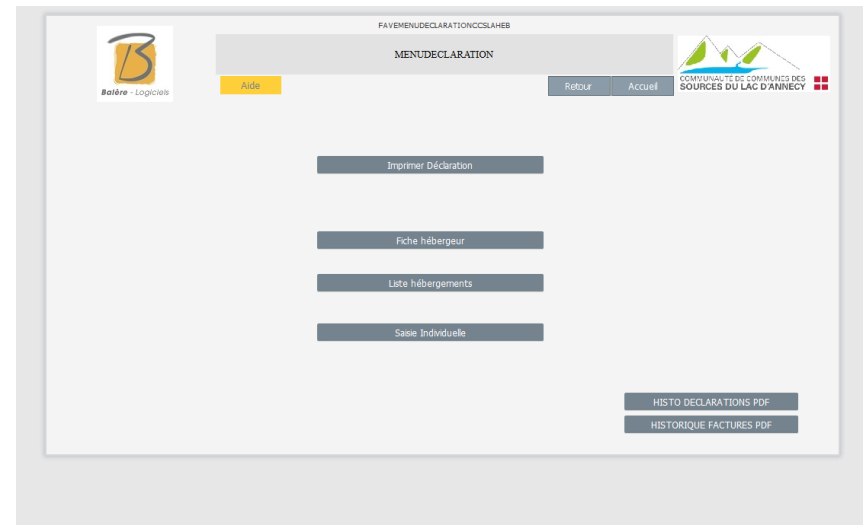 FAVEMENUDECLARATIONCCSLAHEB
MENUDECLARATION
Balère - Logiciels
Aide
Retour
Accueil
COMMUNAUTÉ DE COMMUNES DES
SOURCES DU LAC D'ANNECY
Imprimer Déclaration
Fiche hébergeur
Liste hébergements
Saisie Individuelle
HISTO DECLARATIONS PDF
HISTORIQUE FACTURES PDF